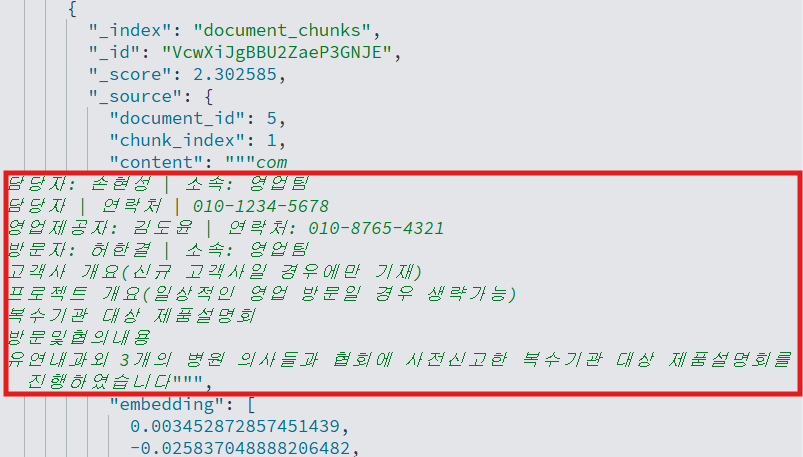 {
"_index": "document_chunks",
"_id": "VcwXiJgBBU2ZaeP3GNJE",
"_score": 2.302585,
"_source": {
"document_id": 5,
"chunk_index": 1,
"content": """com
담당자: 손현성 | 소속: 영업팀
담당자 | 연락처 | 010-1234-5678
영업제공자: 김도윤 | 연락처: 010-8765-4321
방문자: 허한결 | 소속: 영업팀
고객사 개요(신규 고객사일 경우에만 기재)
프로젝트 개요(일상적인 영업 방문일 경우 생략가능)
복수기관 대상 제품설명회
방문및협의내용
유연내과외 3개의 병원 의사들과 협회에 사전신고한 복수기관 대상 제품설명회를
진행하였습니다""",
"embedding": [
0.003452872857451439,
-0.025837048888206482,